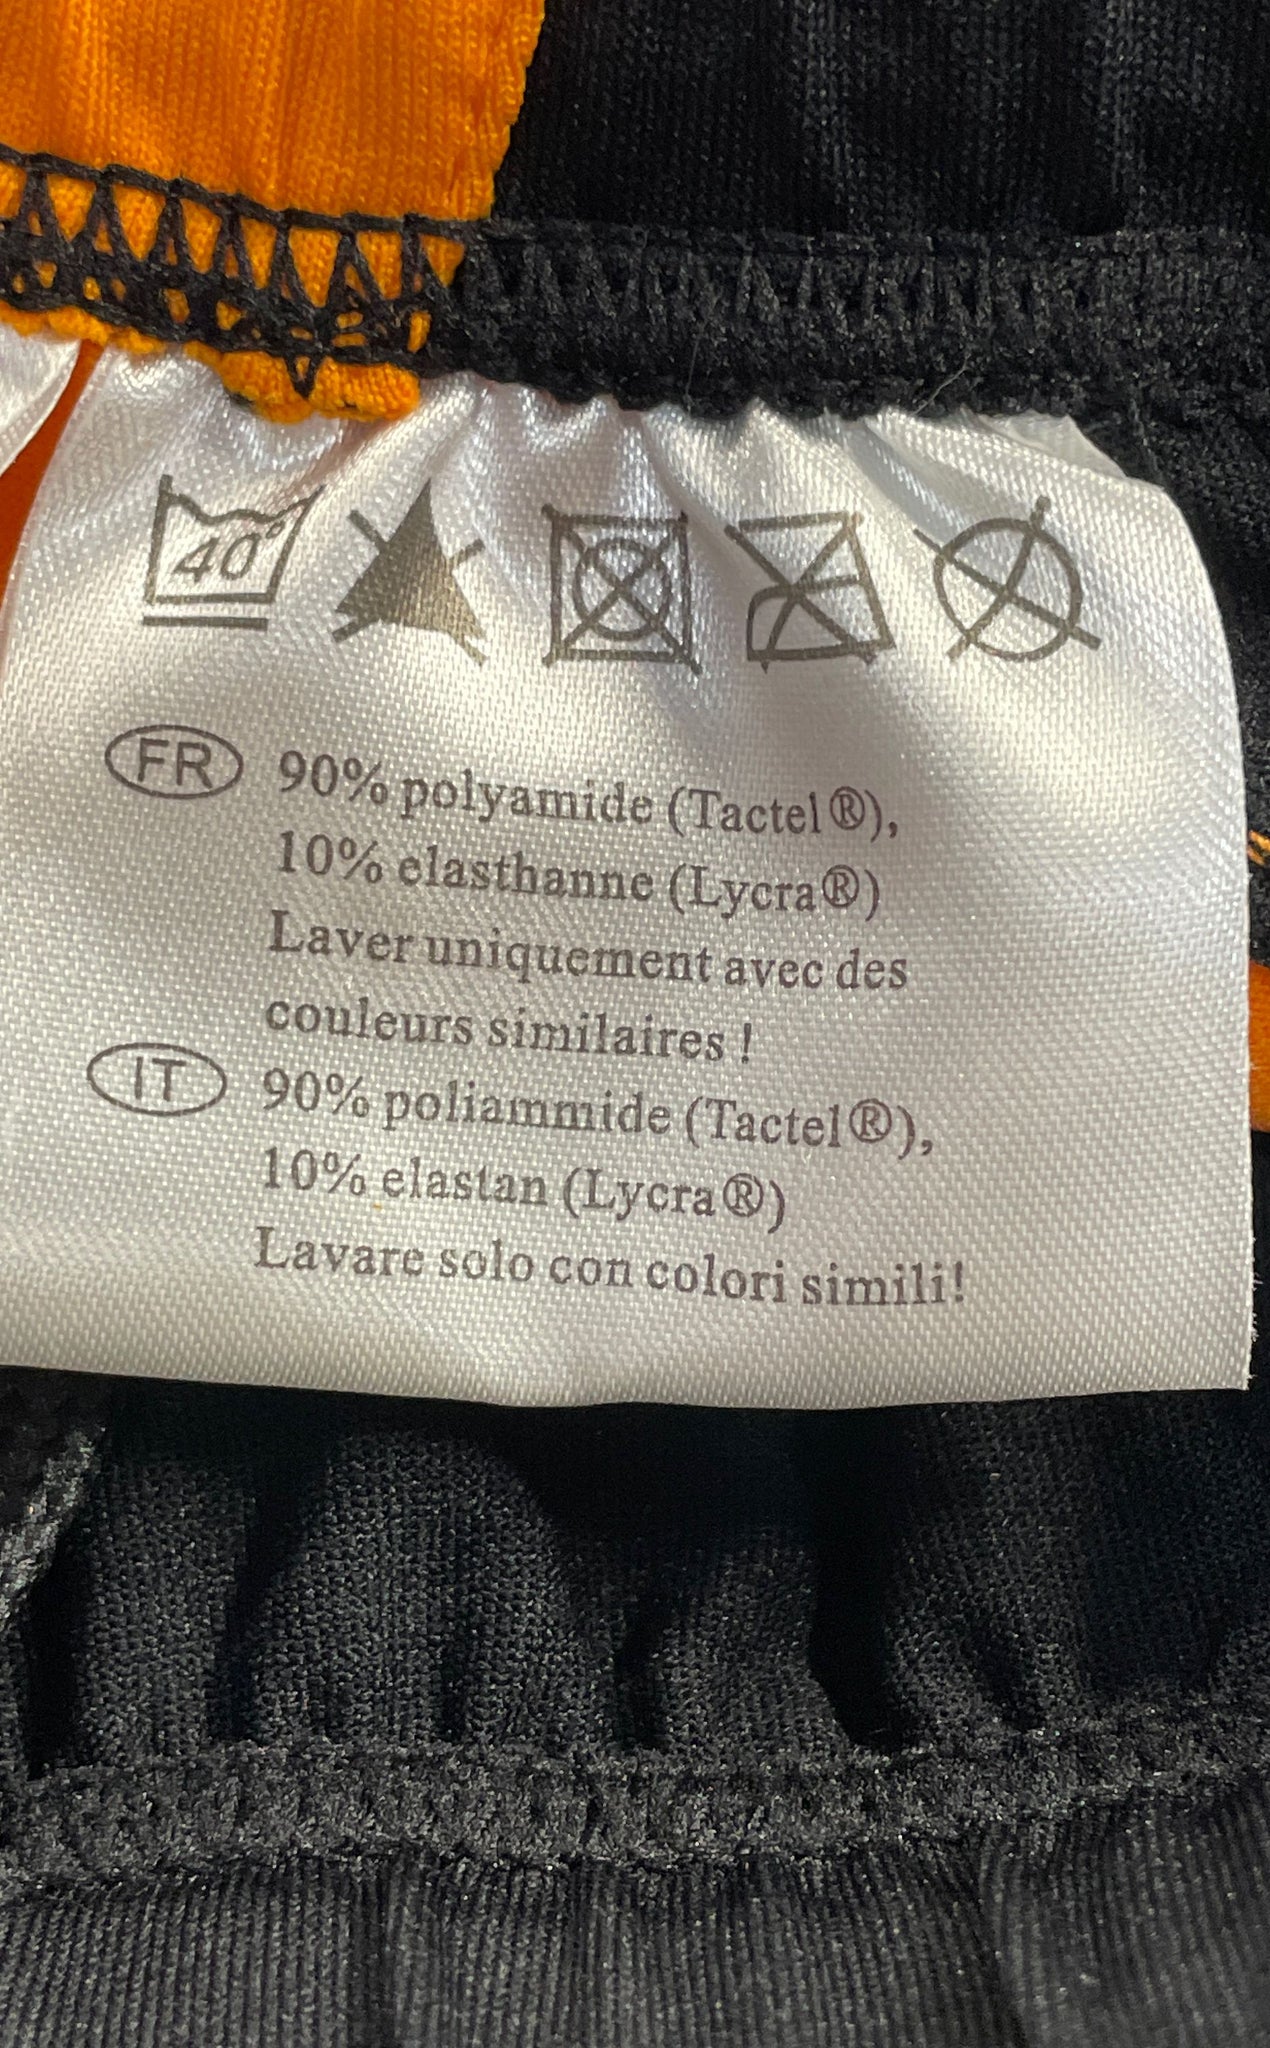 40°
FR 90% polyamide (Tactel®),
10% elasthanne (Lycra®)
Laver uniquement avec des
couleurs similaires !
IT 90% poliammide (Tactel®),
10% elastan (Lycra®)
Lavare solo con colori simili!